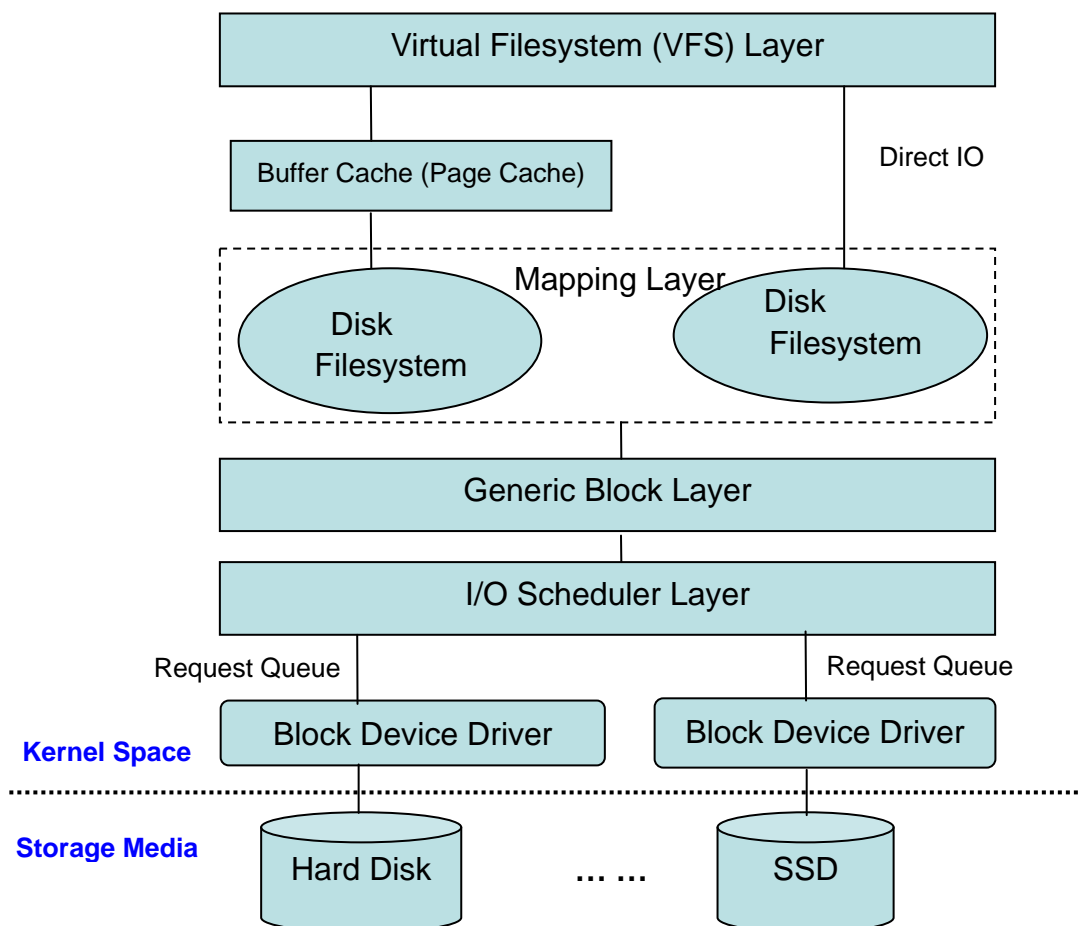 Virtual Filesystem (VFS) Layer
Direct IO
Buffer Cache (Page Cache)
Mapping Layer
Disk
Filesystem
Disk
Filesystem
Generic Block Layer
I/O Scheduler Layer
Request Queue
Request Queue
Block Device Driver
Block Device Driver
Kernel Space
Storage Media
Hard Disk
... ...
SSD